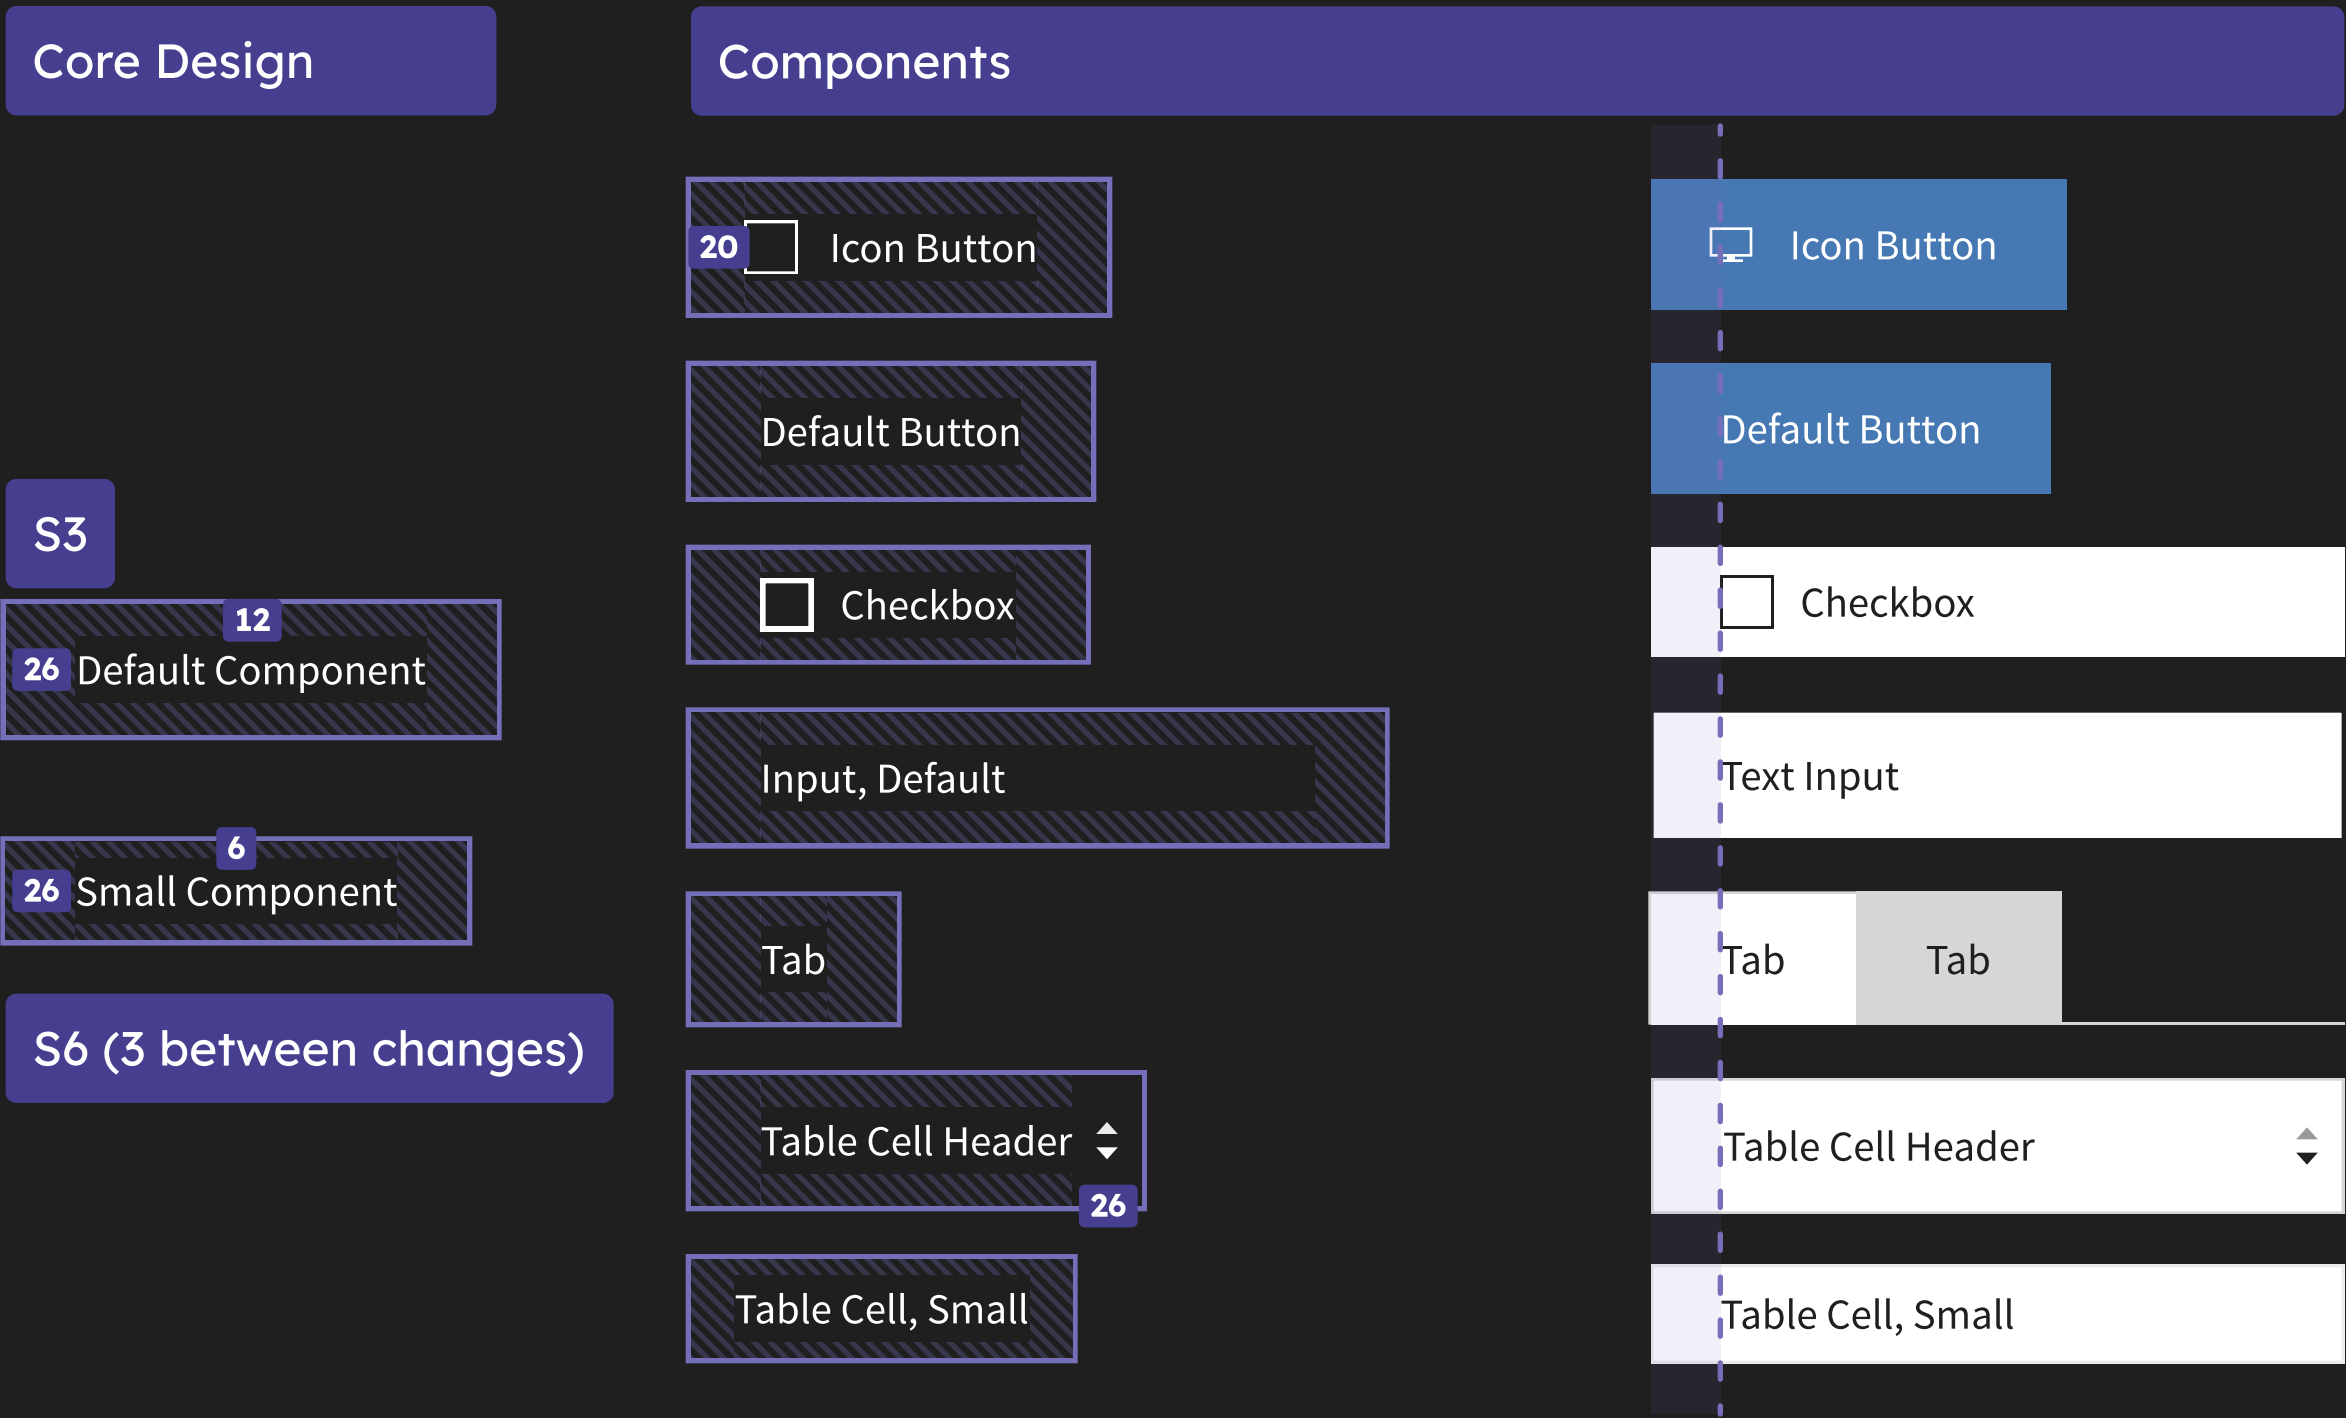 Core Design
Components
20
Icon Button
Icon Button
Default Button
Default Button
S3
Checkbox
Checkbox
12
26
Default Component
Input, Default
Text Input
6
26
Small Component
Tab
Tab
Tab
S6 (3 between changes)
Table Cell Header
Table Cell Header
26
Table Cell, Small
Table Cell, Small